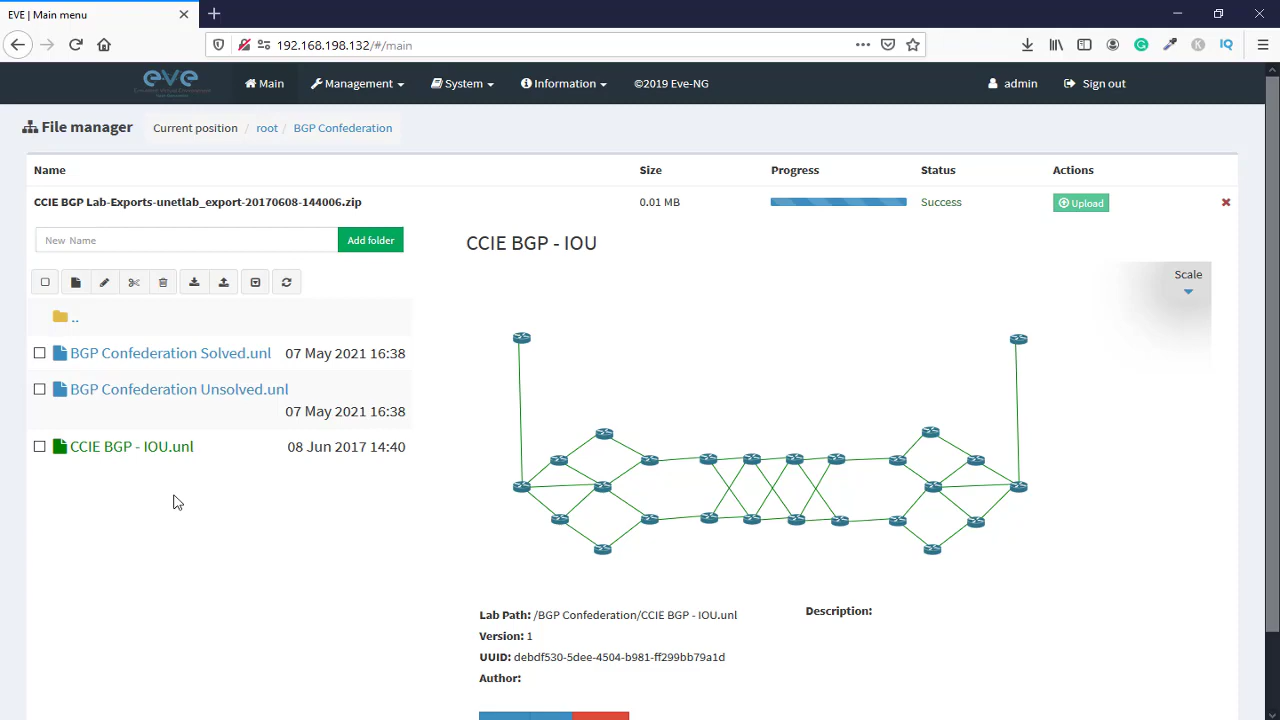 EVE | Main menu
192.168.198.132/#/main
IQ
eve
Main
Management
System
Information
©2019 Eve-NG
admin
Sign out
File manager
Current position / root / BGP Confederation
Name Size Progress Status Actions
CCIE BGP Lab-Exports-unetlab_export-20170608-144006.zip 0.01 MB Success Upload
New Name Add folder
CCIE BGP - IOU
Scale
..
BGP Confederation Solved.unl 07 May 2021 16:38
BGP Confederation Unsolved.unl
07 May 2021 16:38
CCIE BGP - IOU.unl 08 Jun 2017 14:40
Lab Path: /BGP Confederation/CCIE BGP - IOU.unl
Version: 1
UUID: debdf530-5dee-4504-b981-ff299bb79a1d
Author:
Description: